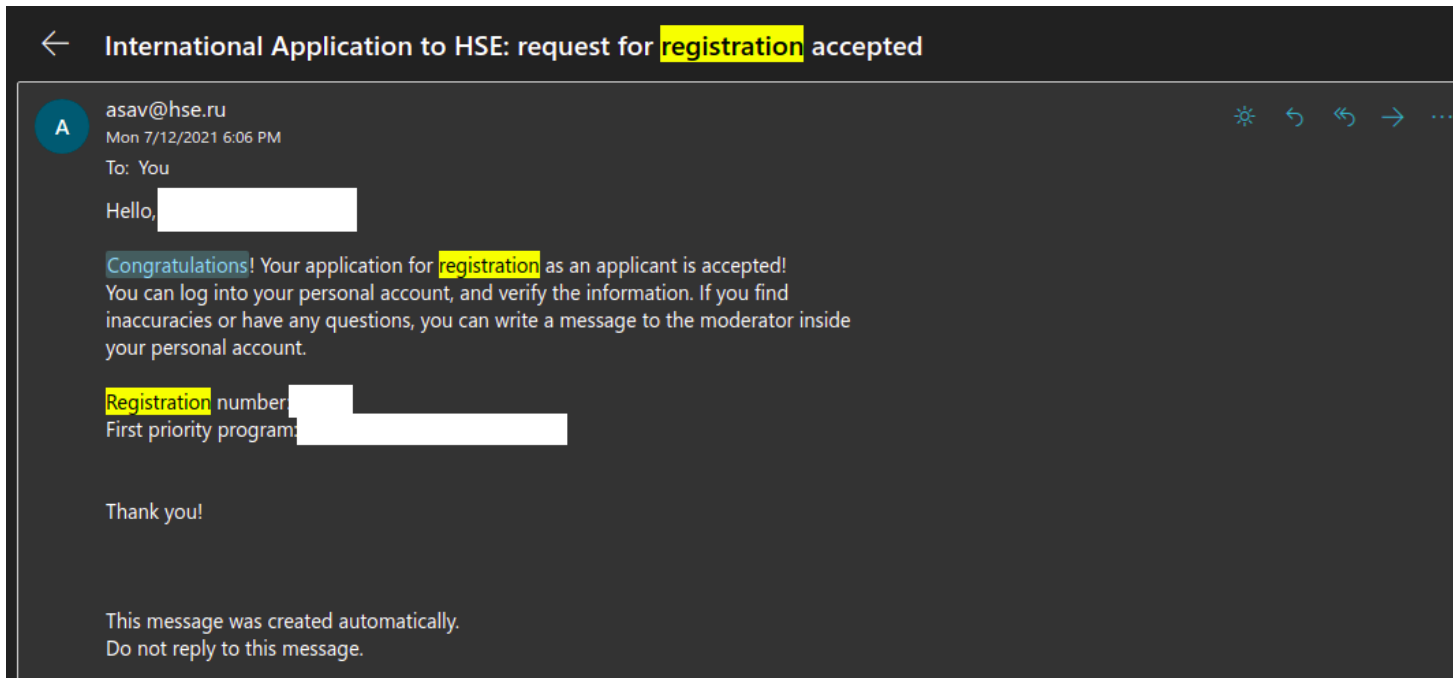 International Application to HSE: request for registration accepted
A
asav@hse.ru
Mon 7/12/2021 6:06 PM
To: You
Hello,
Congratulations! Your application for registration as an applicant is accepted!
You can log into your personal account, and verify the information. If you find
inaccuracies or have any questions, you can write a message to the moderator inside
your personal account.
Registration number:
First priority program:
Thank you!
This message was created automatically.
Do not reply to this message.